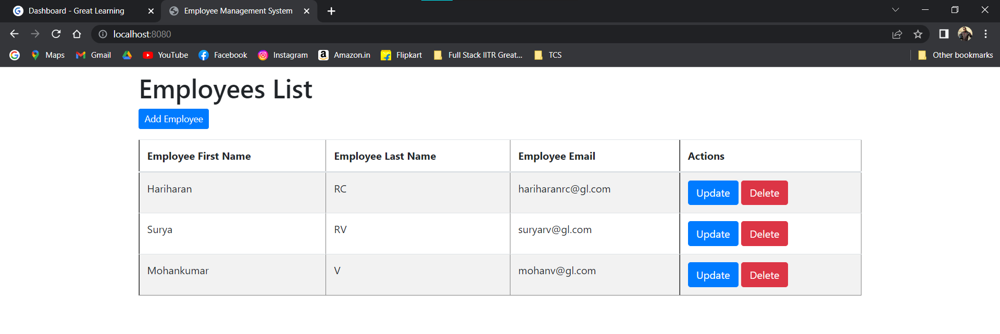 Dashboard - Great Learning Employee Management System
localhost:8080
Maps Gmail YouTube Facebook Instagram Amazon.in Flipkart Full Stack IITR Great... TCS Other bookmarks
Employees List
Add Employee
Employee First Name Employee Last Name Employee Email Actions
Hariharan RC hariharanrc@gl.com Update Delete
Surya RV suryarv@gl.com Update Delete
Mohankumar V mohanv@gl.com Update Delete